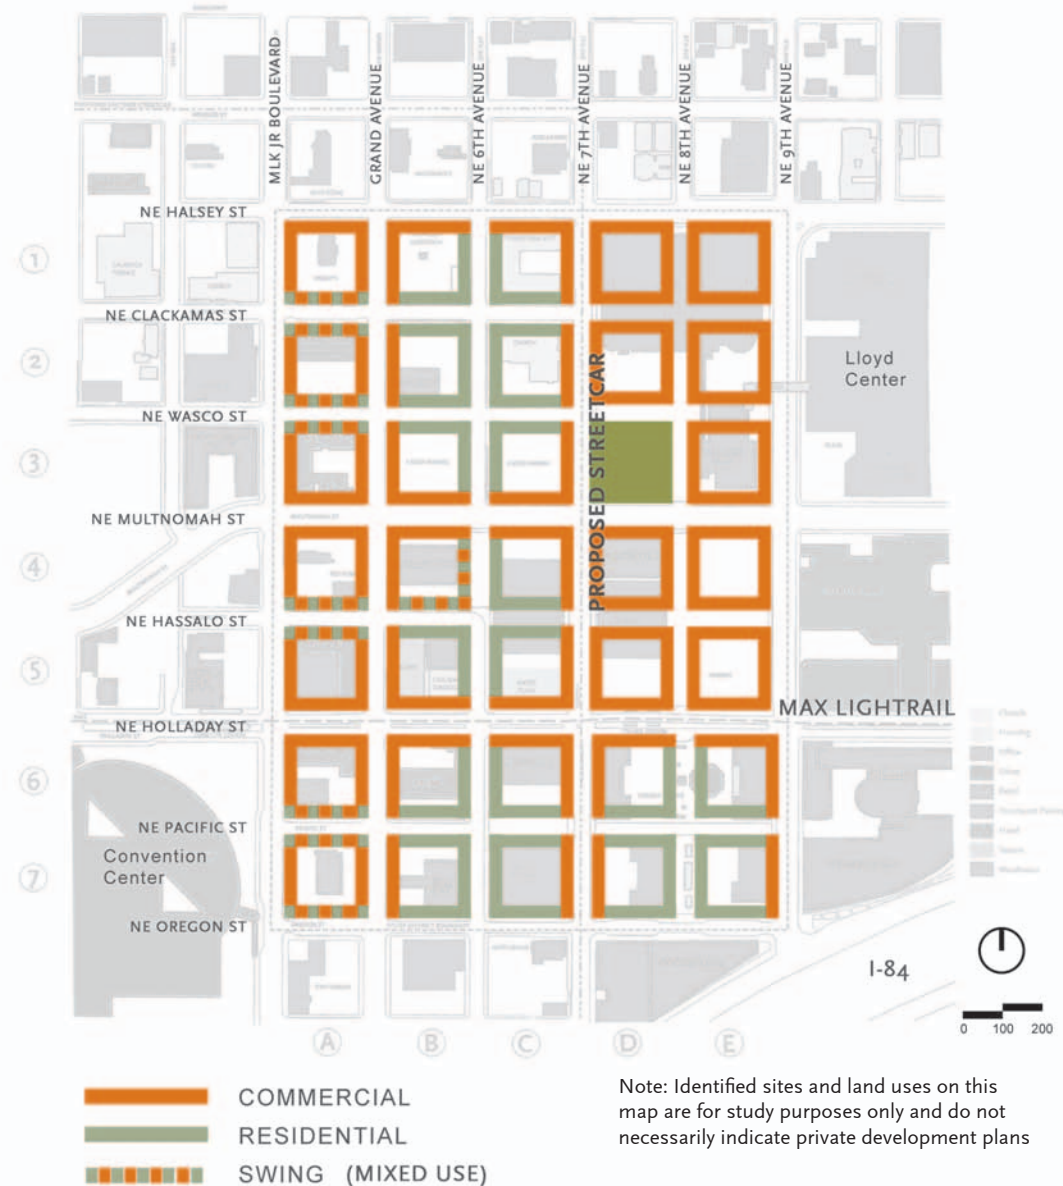 MLK JR BOULEVARD
GRAND AVENUE
NE 6TH AVENUE
NE 7TH AVENUE
NE 8TH AVENUE
NE 9TH AVENUE
NE HALSEY ST
1
NE CLACKAMAS ST
2
Lloyd
Center
PROPOSED STREETCAR
NE WASCO ST
3
NE MULTNOMAH ST
4
NE HASSALO ST
5
MAX LIGHTRAIL
NE HOLLADAY ST
6
NE PACIFIC ST
Convention
Center
7
NE OREGON ST
I-84
0 100 200
A B C D E
COMMERCIAL
RESIDENTIAL
SWING (MIXED USE)
Note: Identified sites and land uses on this
map are for study purposes only and do not
necessarily indicate private development plans